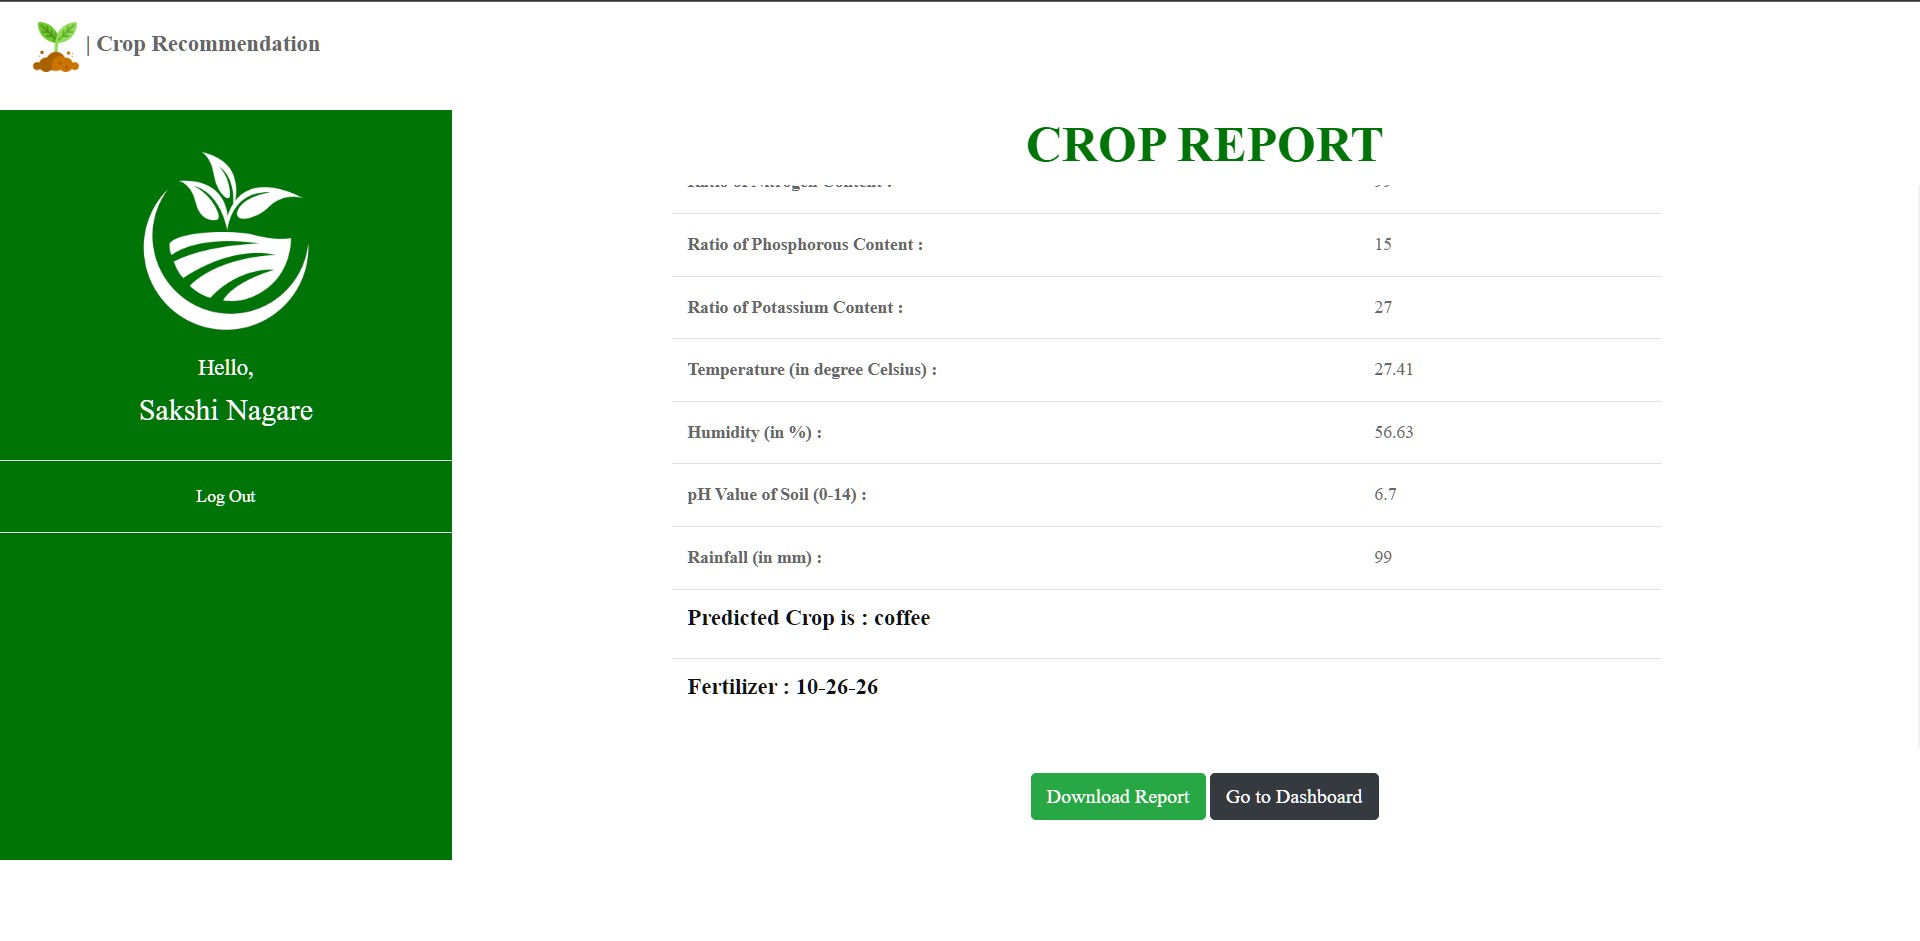 | Crop Recommendation
Hello,
Sakshi Nagare
Log Out
CROP REPORT
Ratio of Phosphorous Content : 15
Ratio of Potassium Content : 27
Temperature (in degree Celsius) : 27.41
Humidity (in %) : 56.63
pH Value of Soil (0-14) : 6.7
Rainfall (in mm) : 99
Predicted Crop is : coffee
Fertilizer : 10-26-26
Download Report Go to Dashboard